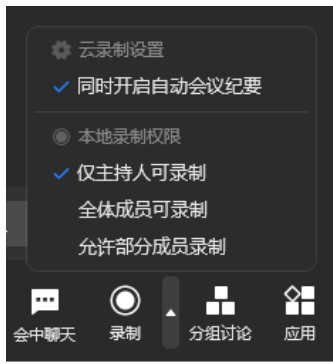 云录制设置
同时开启自动会议纪要
本地录制权限
仅主持人可录制
全体成员可录制
允许部分成员录制
会中聊天 录制 分组讨论 应用